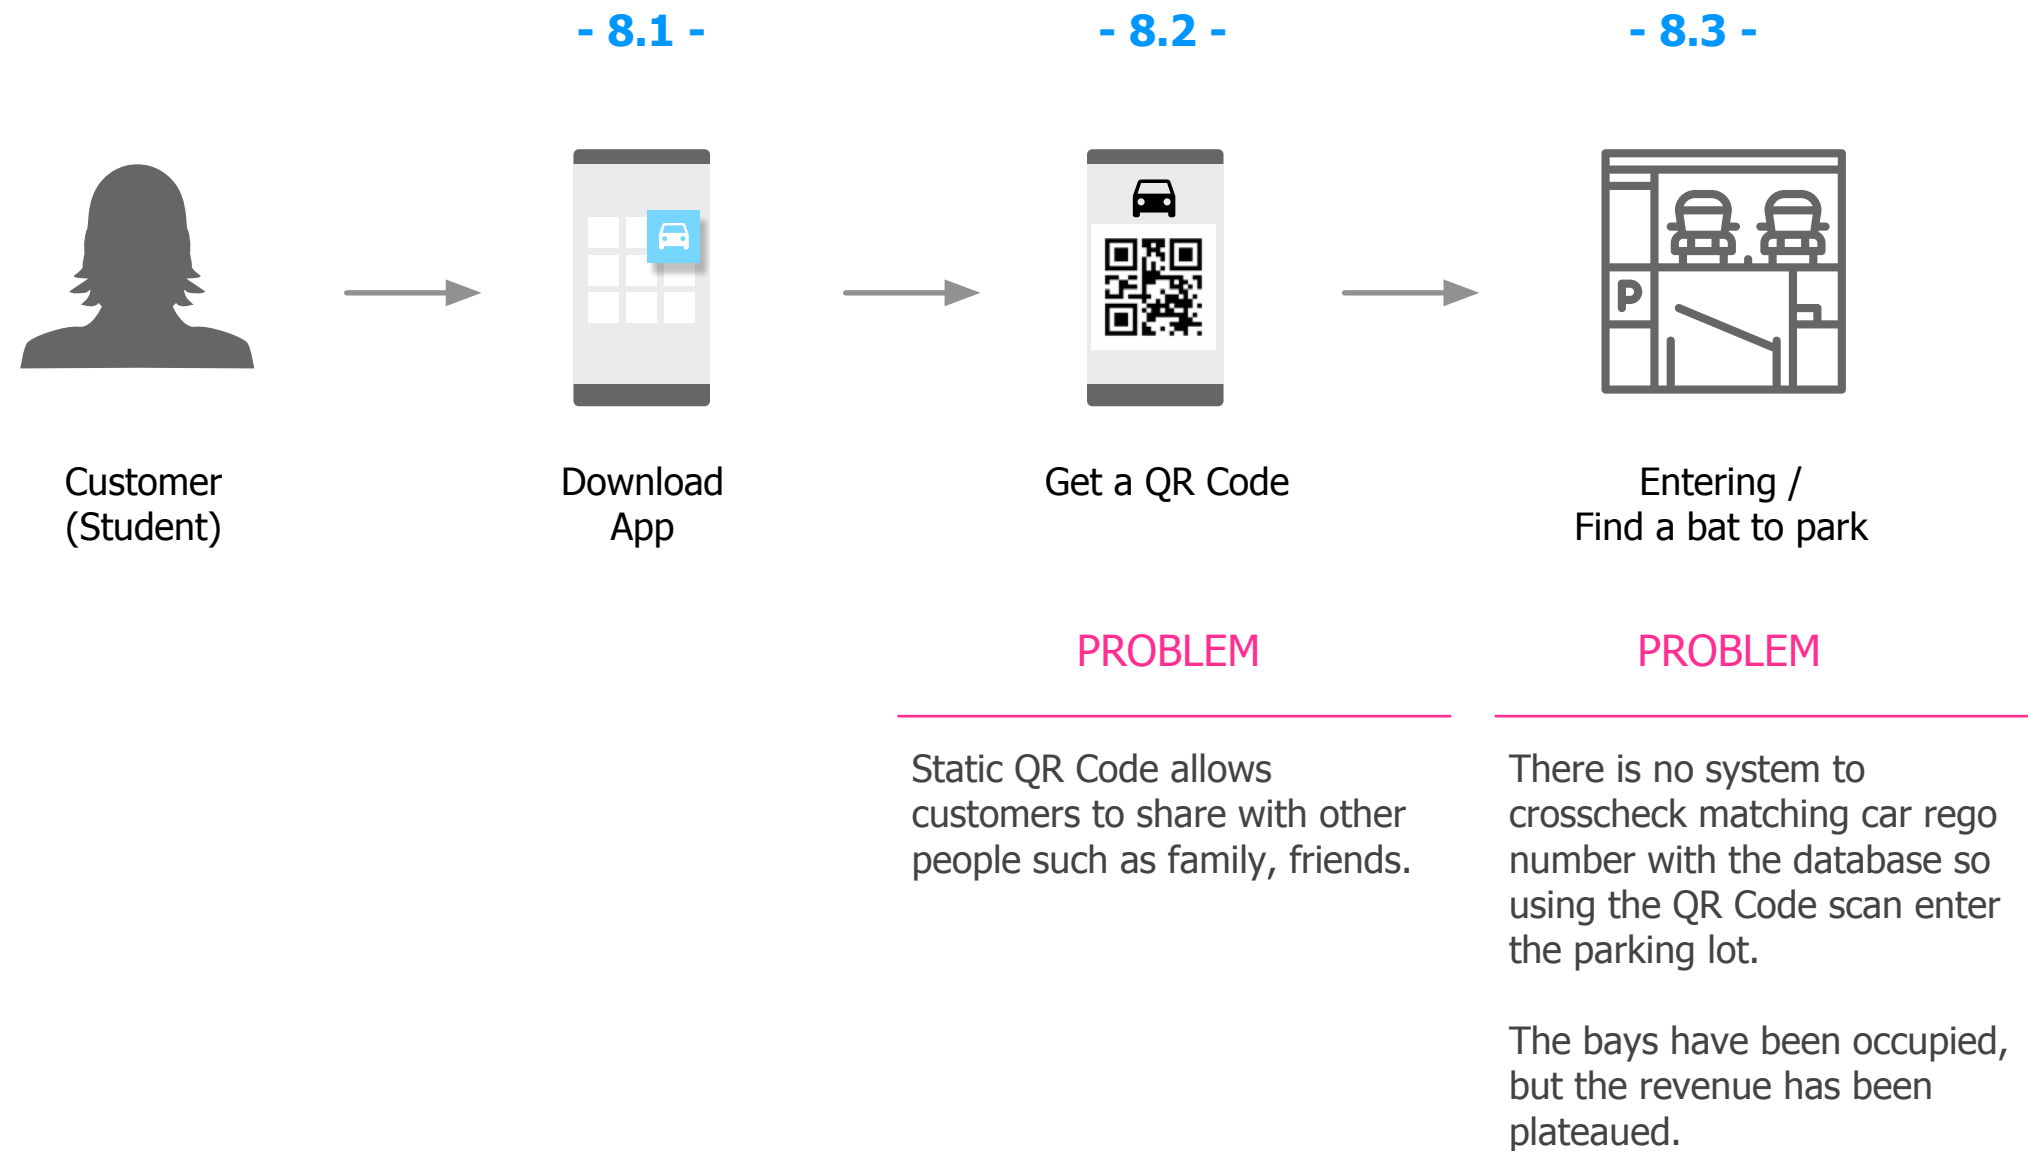 - 8.1 -
- 8.2 -
- 8.3 -
P
Customer
(Student)
Download
App
Get a QR Code
Entering /
Find a bat to park
PROBLEM
Static QR Code allows
customers to share with other
people such as family, friends.
PROBLEM
There is no system to
crosscheck matching car rego
number with the database so
using the QR Code scan enter
the parking lot.
The bays have been occupied,
but the revenue has been
plateaued.